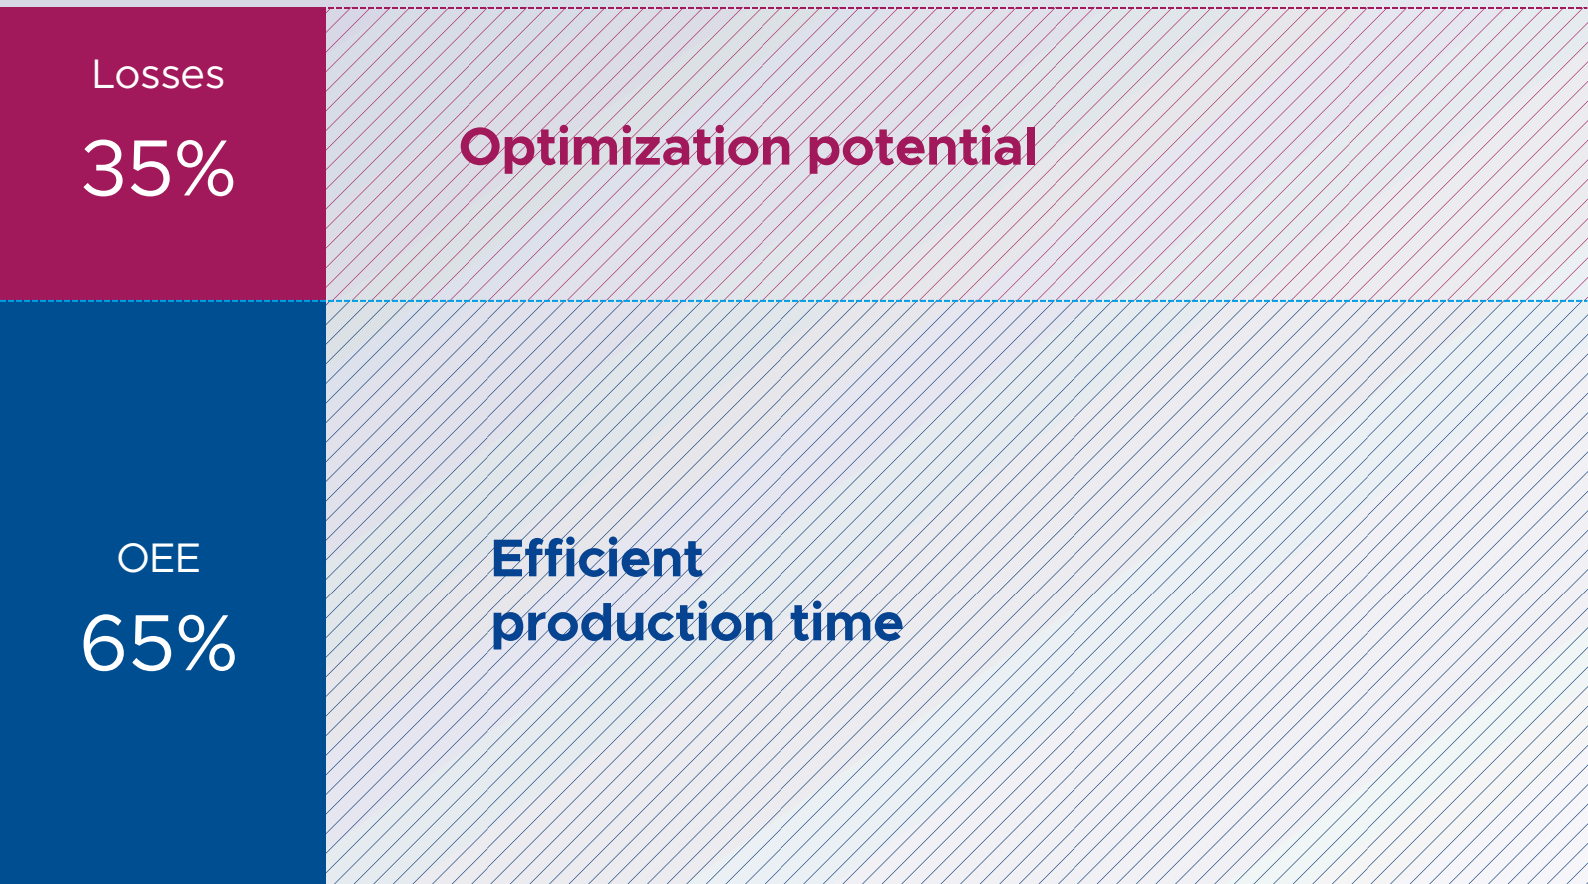 Losses
35%
Optimization potential
OEE
65%
Efficient
production time